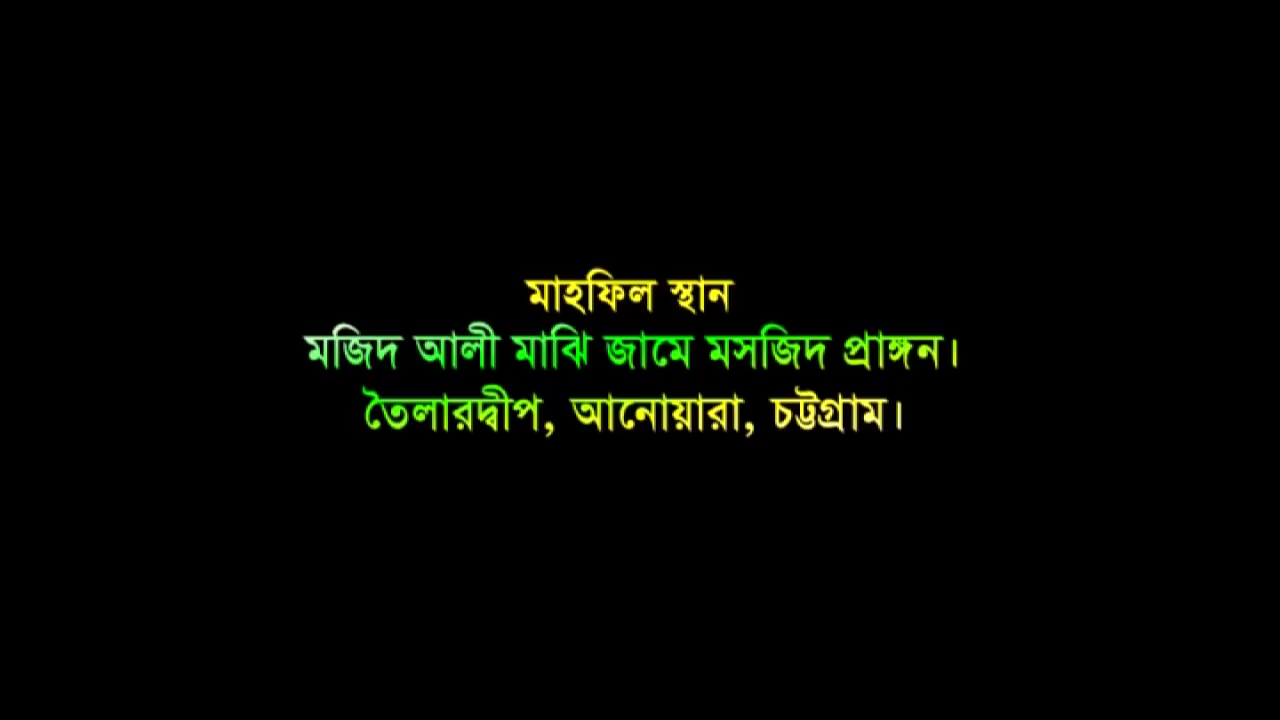 মাহফিল স্থান
মজিদ আলী মাঝি জামে মসজিদ প্রাঙ্গন।
তৈলারদ্বীপ, আনোয়ারা, চট্টগ্রাম।